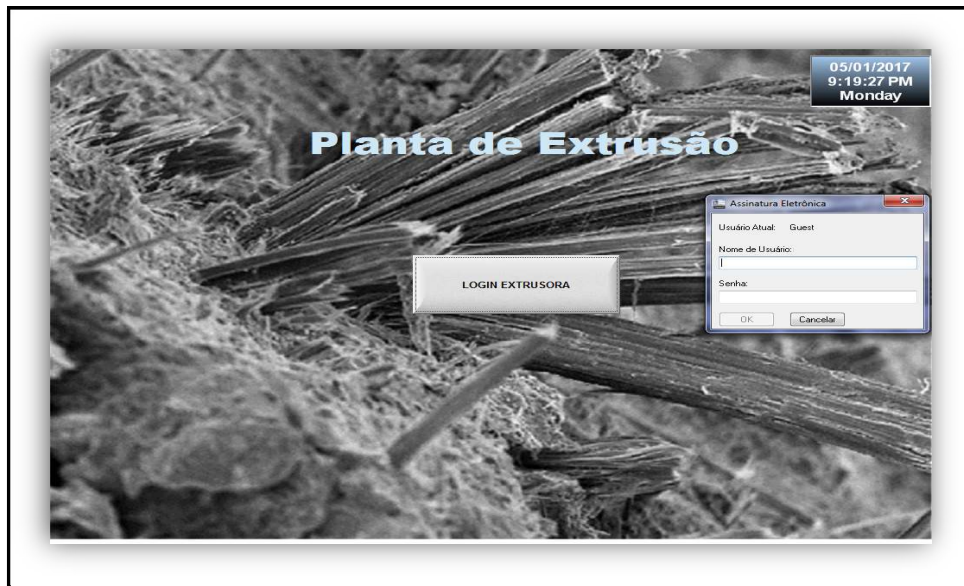 05/01/2017
9:19:27 PM
Monday
Planta de Extrusão
Assinatura Eletrônica
Usuário Atual: Guest
Nome de Usuário:
LOGIN EXTRUSORA
Senha:
OK Cancelar